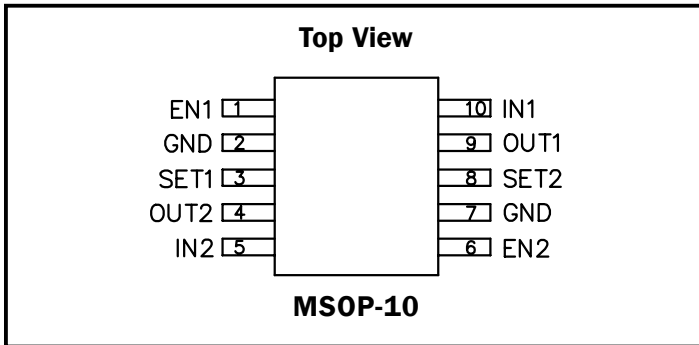 Top View
EN1 1 10 IN1
GND 2 9 OUT1
SET1 3 8 SET2
OUT2 4 7 GND
IN2 5 6 EN2
MSOP-10